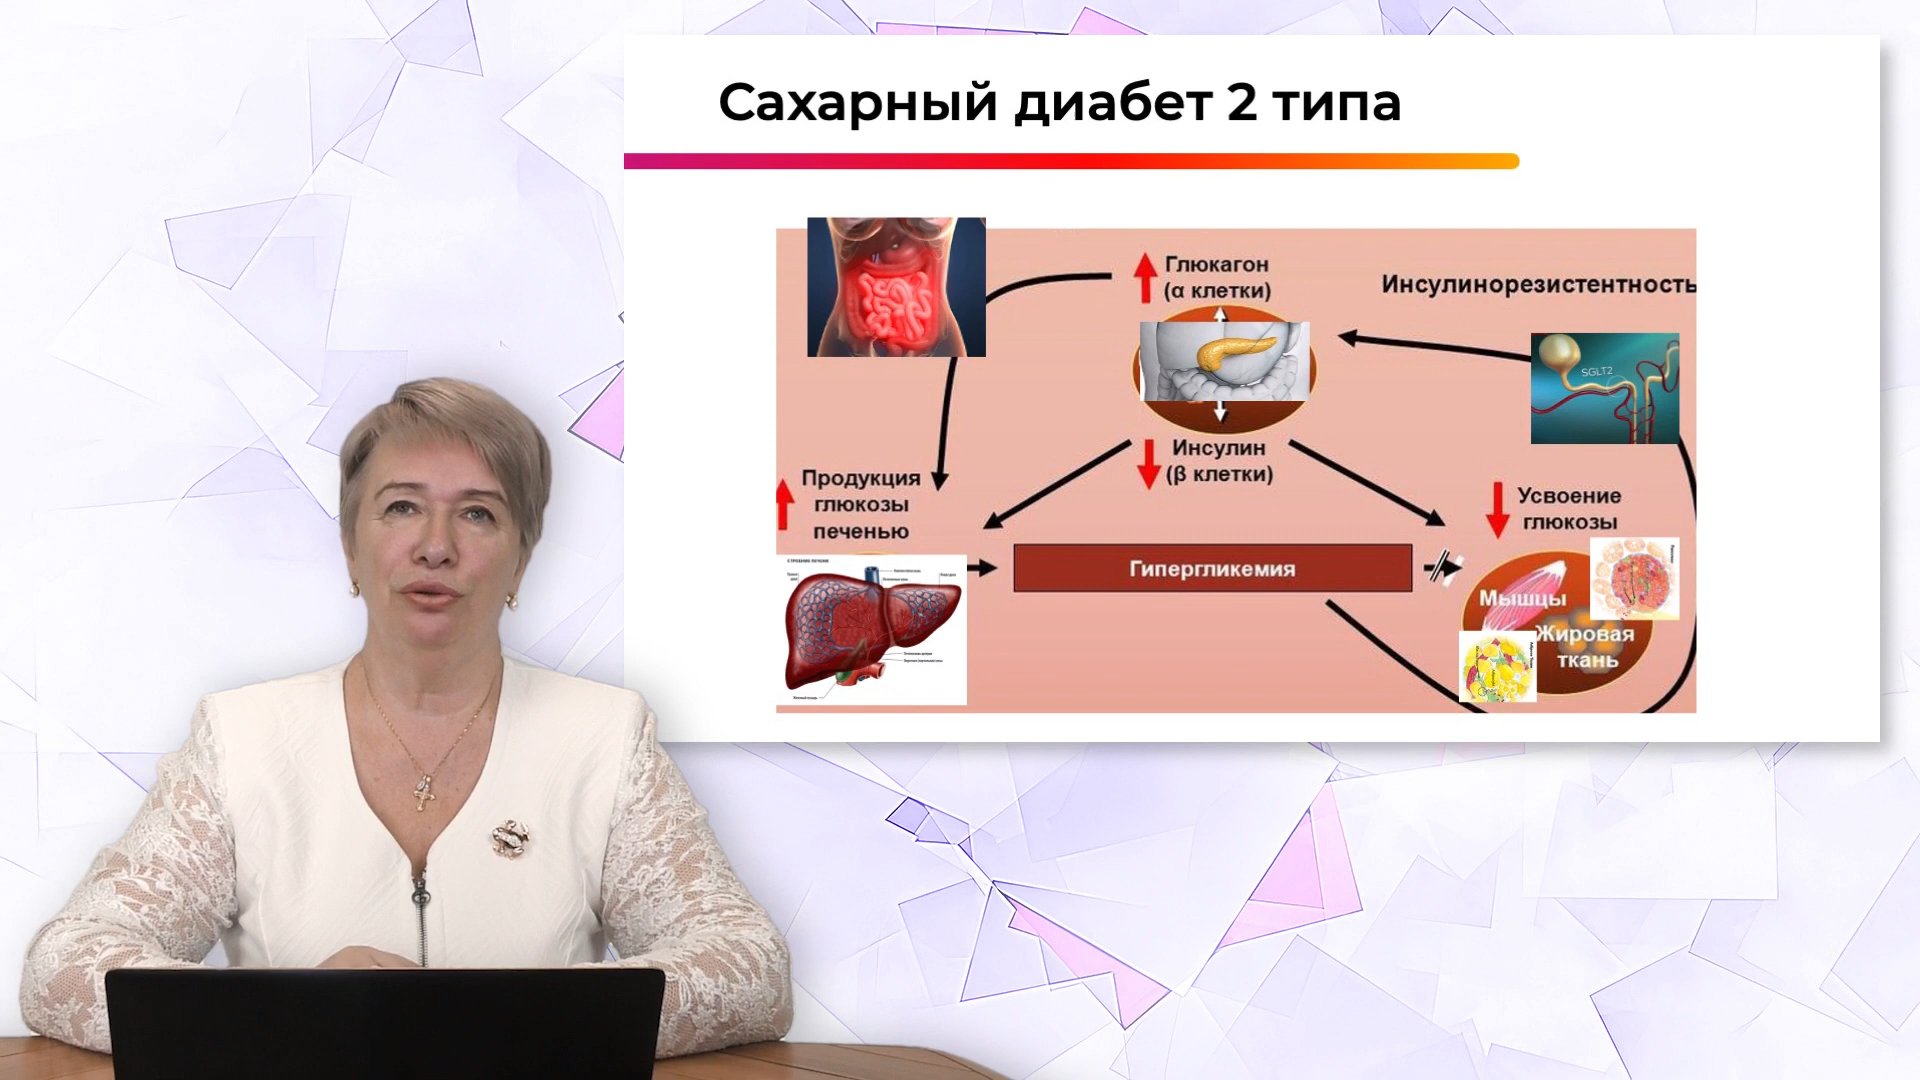 Сахарный диабет 2 типа
Глюкагон
(α клетки)
Инсулинорезистентность
SGLT2
Инсулин
(β клетки)
Продукция
глюкозы
печенью
Усвоение
глюкозы
Гипергликемия
Мышцы
Жировая
ткань